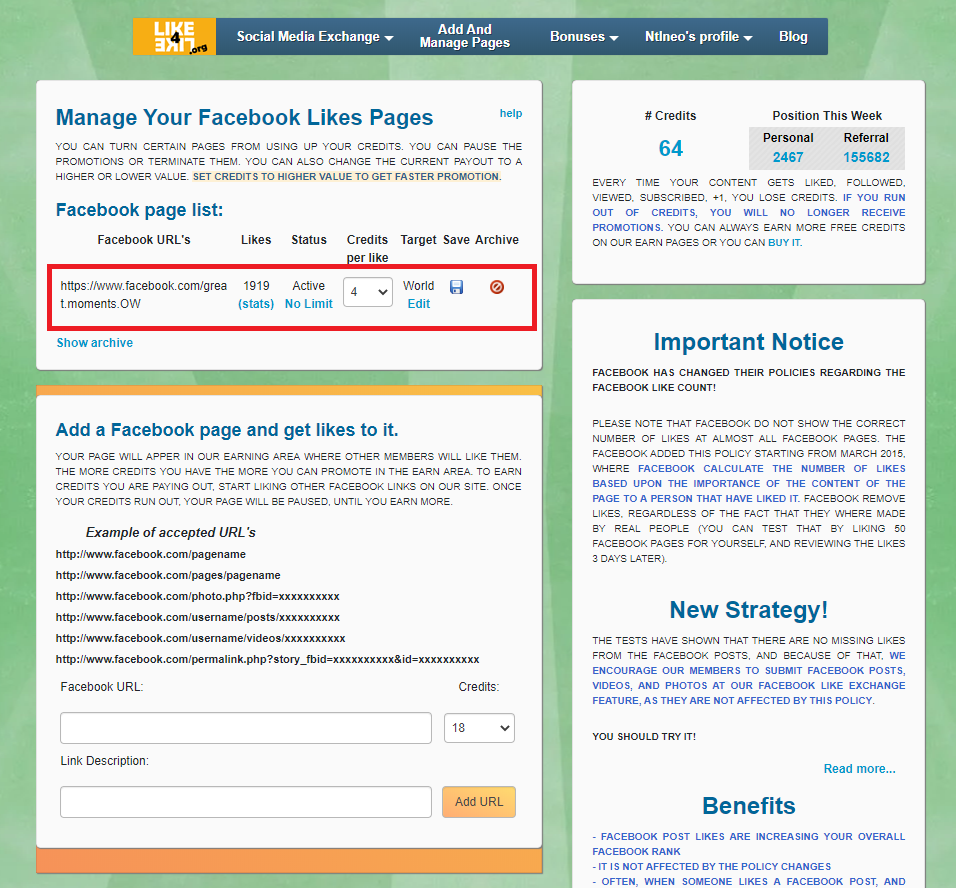 LIKE
4
LIKE
.org
Social Media Exchange
Add And
Manage Pages
Bonuses
Ntlneo's profile
Blog
Manage Your Facebook Likes Pages
help
YOU CAN TURN CERTAIN PAGES FROM USING UP YOUR CREDITS. YOU CAN PAUSE THE
PROMOTIONS OR TERMINATE THEM. YOU CAN ALSO CHANGE THE CURRENT PAYOUT TO A
HIGHER OR LOWER VALUE. SET CREDITS TO HIGHER VALUE TO GET FASTER PROMOTION.
Facebook page list:
Facebook URL's Likes Status Credits Target Save Archive
per like
https://www.facebook.com/grea 1919 Active 4 World
t.moments.OW (stats) No Limit Edit
Show archive
Add a Facebook page and get likes to it.
YOUR PAGE WILL APPER IN OUR EARNING AREA WHERE OTHER MEMBERS WILL LIKE THEM.
THE MORE CREDITS YOU HAVE THE MORE YOU CAN PROMOTE IN THE EARN AREA. TO EARN
CREDITS YOU ARE PAYING OUT, START LIKING OTHER FACEBOOK LINKS ON OUR SITE. ONCE
YOUR CREDITS RUN OUT, YOUR PAGE WILL BE PAUSED, UNTIL YOU EARN MORE.
Example of accepted URL's
http://www.facebook.com/pagename
http://www.facebook.com/pages/pagename
http://www.facebook.com/photo.php?fbid=xxxxxxxxxx
http://www.facebook.com/username/posts/xxxxxxxxxx
http://www.facebook.com/username/videos/xxxxxxxxxx
http://www.facebook.com/permalink.php?story_fbid=xxxxxxxxxx&id=xxxxxxxxxx
Facebook URL: Credits:
18
Link Description:
Add URL
# Credits
64
Position This Week
Personal Referral
2467 155682
EVERY TIME YOUR CONTENT GETS LIKED, FOLLOWED,
VIEWED, SUBSCRIBED, +1, YOU LOSE CREDITS. IF YOU RUN
OUT OF CREDITS, YOU WILL NO LONGER RECEIVE
PROMOTIONS. YOU CAN ALWAYS EARN MORE FREE CREDITS
ON OUR EARN PAGES OR YOU CAN BUY IT.
Important Notice
FACEBOOK HAS CHANGED THEIR POLICIES REGARDING THE
FACEBOOK LIKE COUNT!
PLEASE NOTE THAT FACEBOOK DO NOT SHOW THE CORRECT
NUMBER OF LIKES AT ALMOST ALL FACEBOOK PAGES. THE
FACEBOOK ADDED THIS POLICY STARTING FROM MARCH 2015,
WHERE FACEBOOK CALCULATE THE NUMBER OF LIKES
BASED UPON THE IMPORTANCE OF THE CONTENT OF THE
PAGE TO A PERSON THAT HAVE LIKED IT. FACEBOOK REMOVE
LIKES, REGARDLESS OF THE FACT THAT THEY WHERE MADE
BY REAL PEOPLE (YOU CAN TEST THAT BY LIKING 50
FACEBOOK PAGES FOR YOURSELF, AND REVIEWING THE LIKES
3 DAYS LATER).
New Strategy!
THE TESTS HAVE SHOWN THAT THERE ARE NO MISSING LIKES
FROM THE FACEBOOK POSTS, AND BECAUSE OF THAT, WE
ENCOURAGE OUR MEMBERS TO SUBMIT FACEBOOK POSTS,
VIDEOS, AND PHOTOS AT OUR FACEBOOK LIKE EXCHANGE
FEATURE, AS THEY ARE NOT AFFECTED BY THIS POLICY.
YOU SHOULD TRY IT!
Read more...
Benefits
- FACEBOOK POST LIKES ARE INCREASING YOUR OVERALL
FACEBOOK RANK
- IT IS NOT AFFECTED BY THE POLICY CHANGES
- OFTEN, WHEN SOMEONE LIKES A FACEBOOK POST, AND